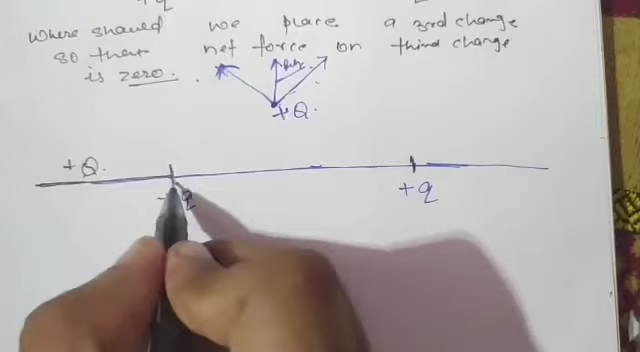 Where should we place a 3rd charge
so that net force on third charge
is zero.
+Q.
+Q.
q +q